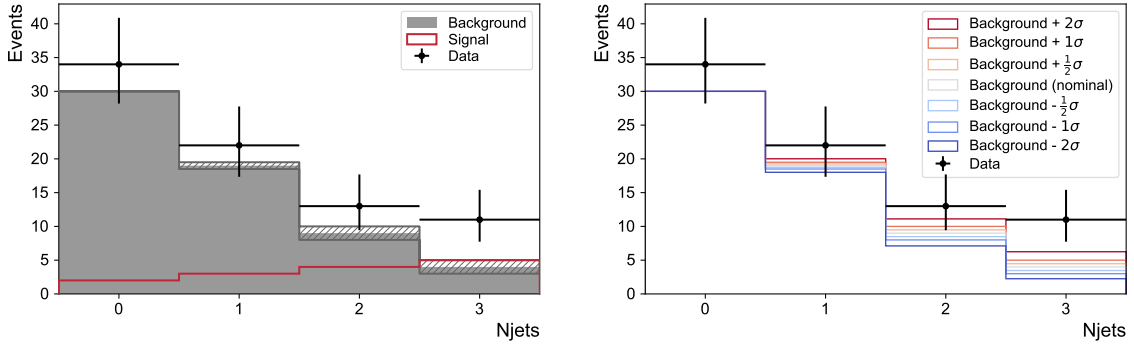 Events
40
35
30
25
20
15
10
5
0
0 1 2 3
Njets
Background
Signal
Data
Events
40
35
30
25
20
15
10
5
0
0 1 2 3
Njets
Background + 2σ
Background + 1σ
Background + ½σ
Background (nominal)
Background - ½σ
Background - 1σ
Background - 2σ
Data